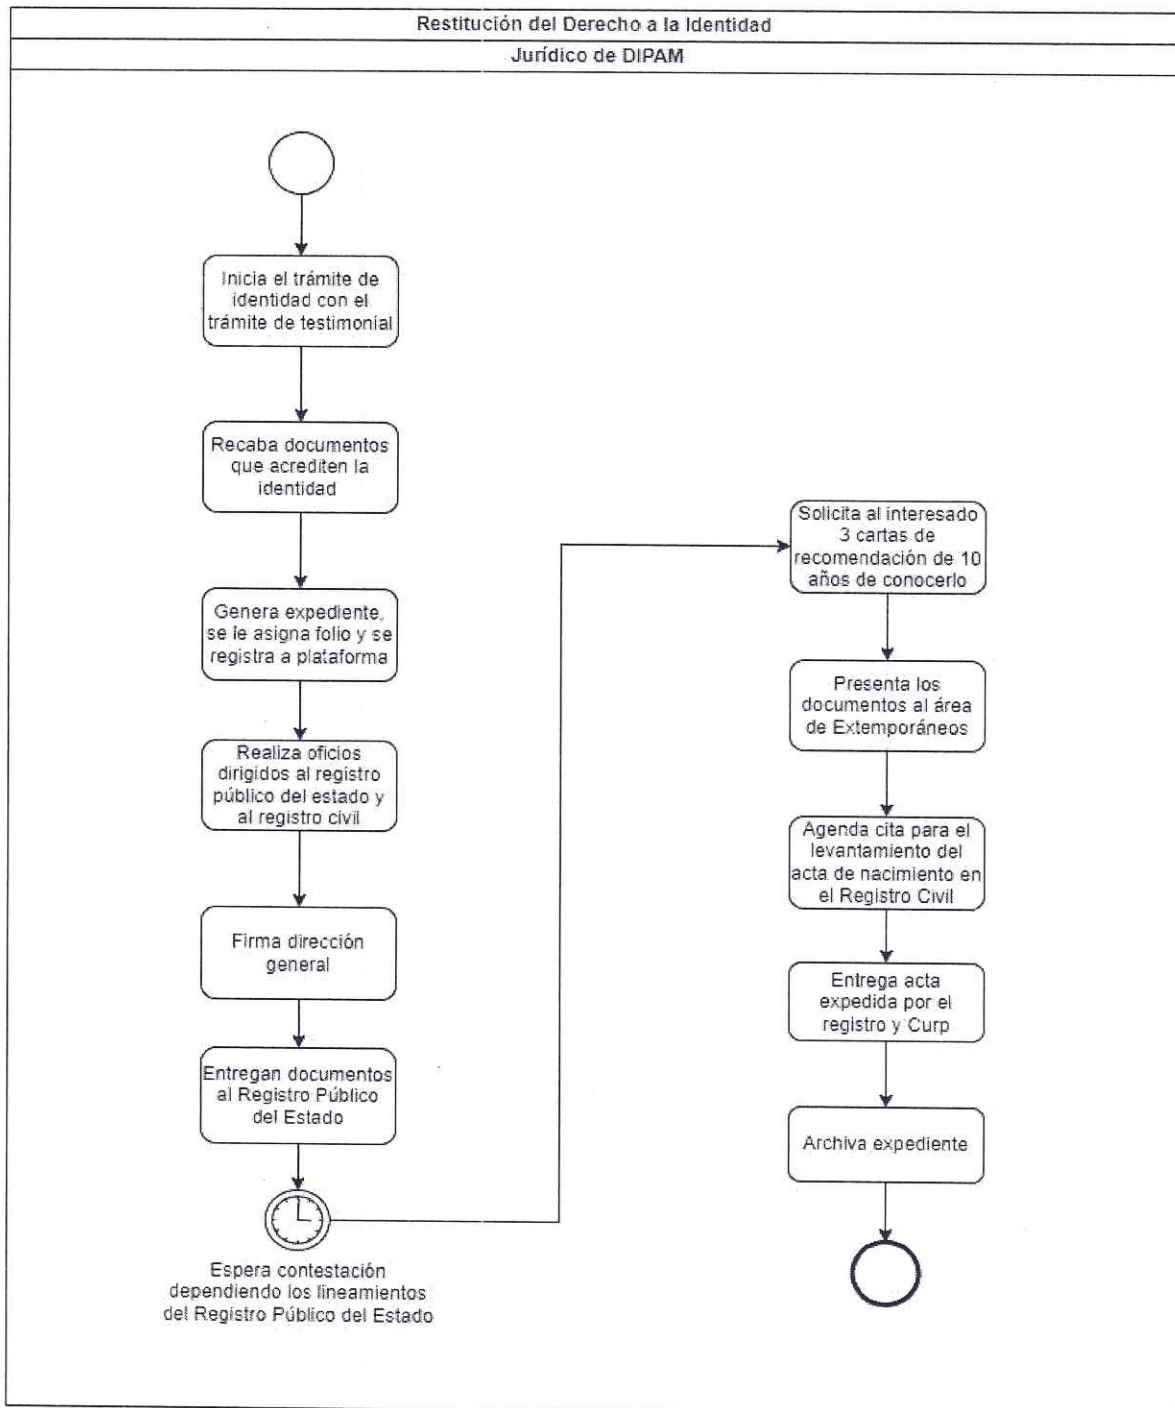 Restitución del Derecho a la Identidad
Jurídico de DIPAM
Inicia el trámite de
identidad con el
trámite de testimonial
Recaba documentos
que acrediten la
identidad
Genera expediente,
se le asigna folio y se
registra a plataforma
Realiza oficios
dirigidos al registro
público del estado y
al registro civil
Firma dirección
general
Entregan documentos
al Registro Público
del Estado
Espera contestación
dependiendo los lineamientos
del Registro Público del Estado
Solicita al interesado
3 cartas de
recomendación de 10
años de conocerlo
Presenta los
documentos al área
de Extemporáneos
Agenda cita para el
levantamiento del
acta de nacimiento en
el Registro Civil
Entrega acta
expedida por el
registro y Curp
Archiva expediente